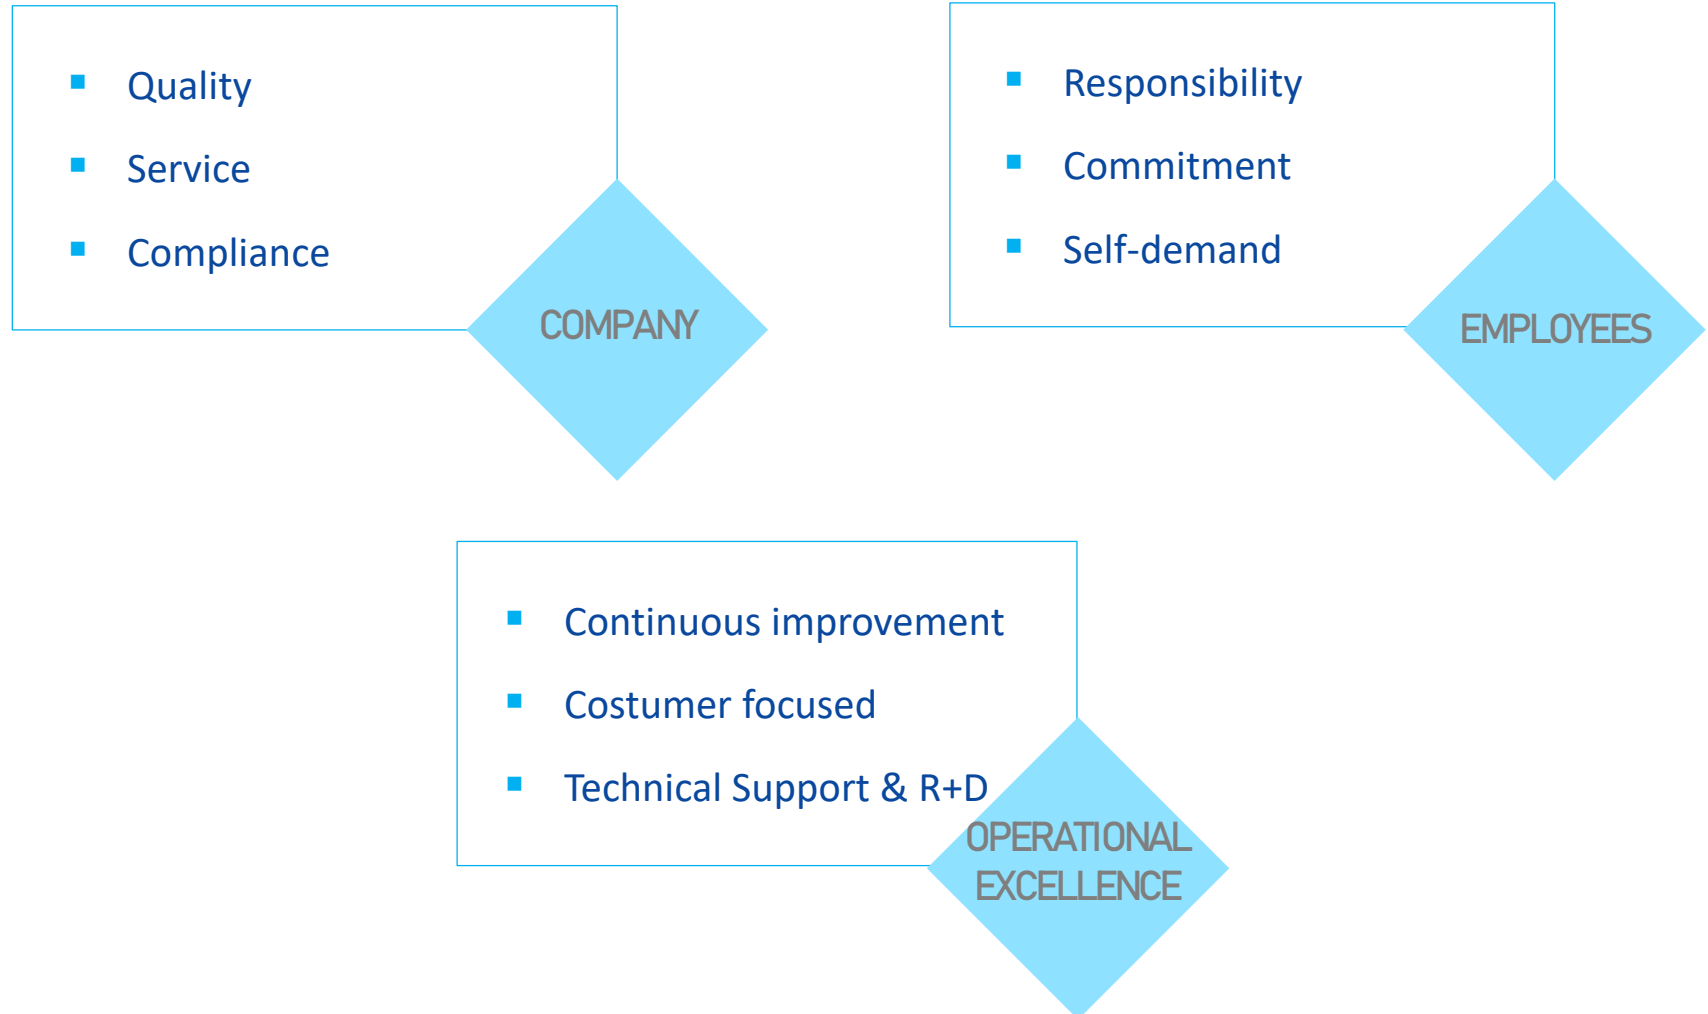 Quality
Service
Compliance
COMPANY
Responsibility
Commitment
Self-demand
EMPLOYEES
Continuous improvement
Costumer focused
Technical Support & R+D
OPERATIONAL
EXCELLENCE